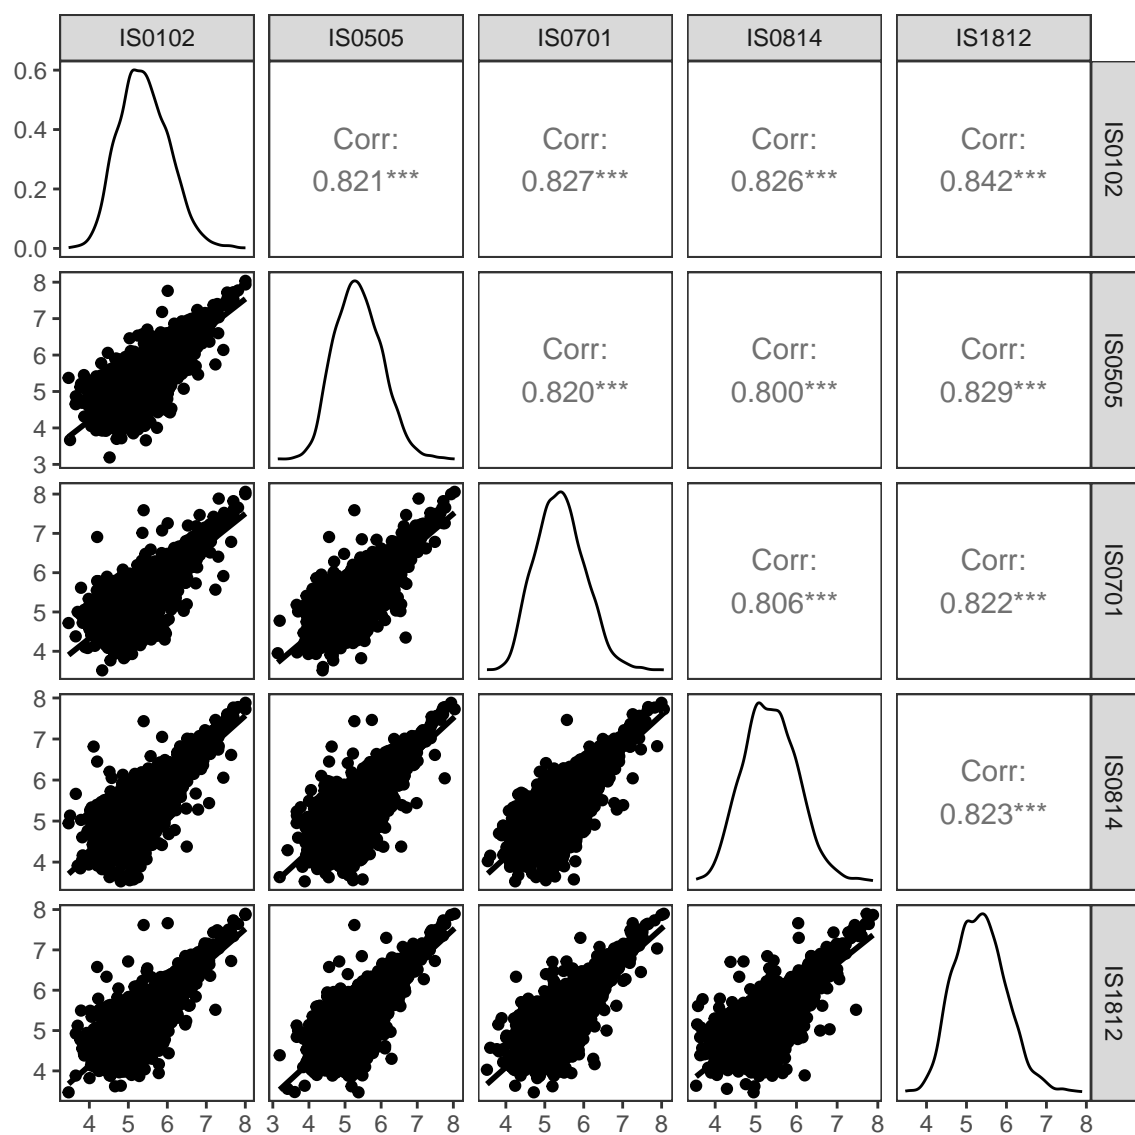 IS0102 IS0505 IS0701 IS0814 IS1812
0.6
0.4
0.2
0.0
Corr:
0.821***
Corr:
0.827***
Corr:
0.826***
Corr:
0.842***
IS0102
8
7
6
5
4
3
Corr:
0.820***
Corr:
0.800***
Corr:
0.829***
IS0505
8
7
6
5
4
Corr:
0.806***
Corr:
0.822***
IS0701
8
7
6
5
4
Corr:
0.823***
IS0814
8
7
6
5
4
IS1812
4 5 6 7 8 3 4 5 6 7 8 4 5 6 7 8 4 5 6 7 8 4 5 6 7 8